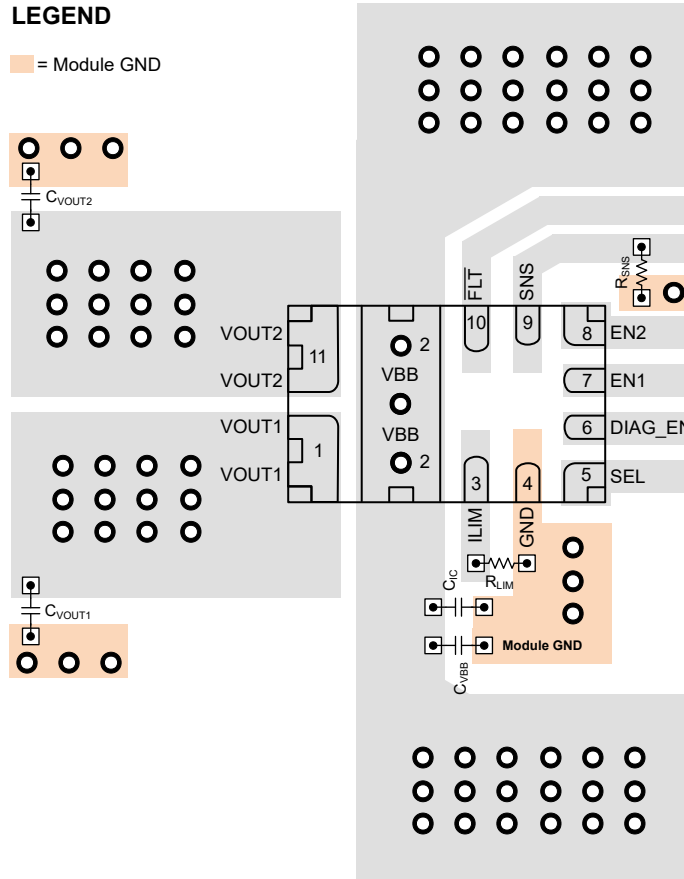 LEGEND
= Module GND
CVOUT2
RSNS
FLT
SNS
10
9
VOUT2
2
8
EN2
11
VBB
VOUT2
7
EN1
VOUT1
VBB
6
DIAG_EN
1
VOUT1
2
3
4
5
SEL
ILIM
GND
CIC
RLIM
CVOUT1
Module GND
CVBB